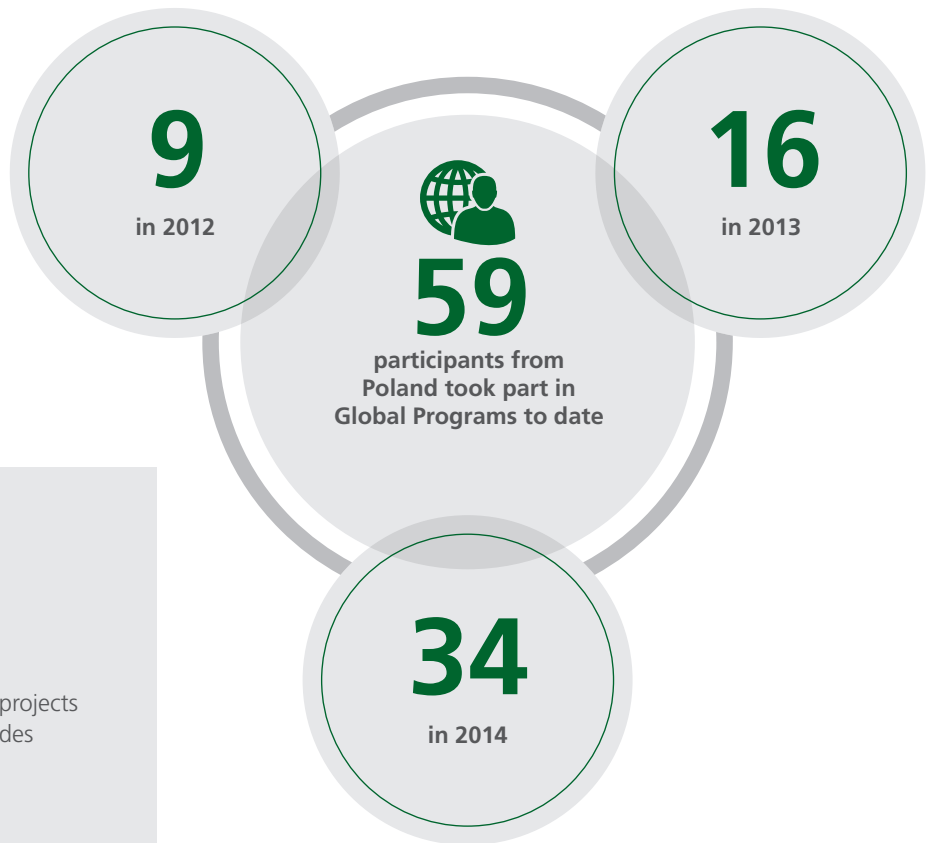 9
in 2012
16
in 2013
59
participants from
Poland took part in
Global Programs to date
projects
des
34
in 2014